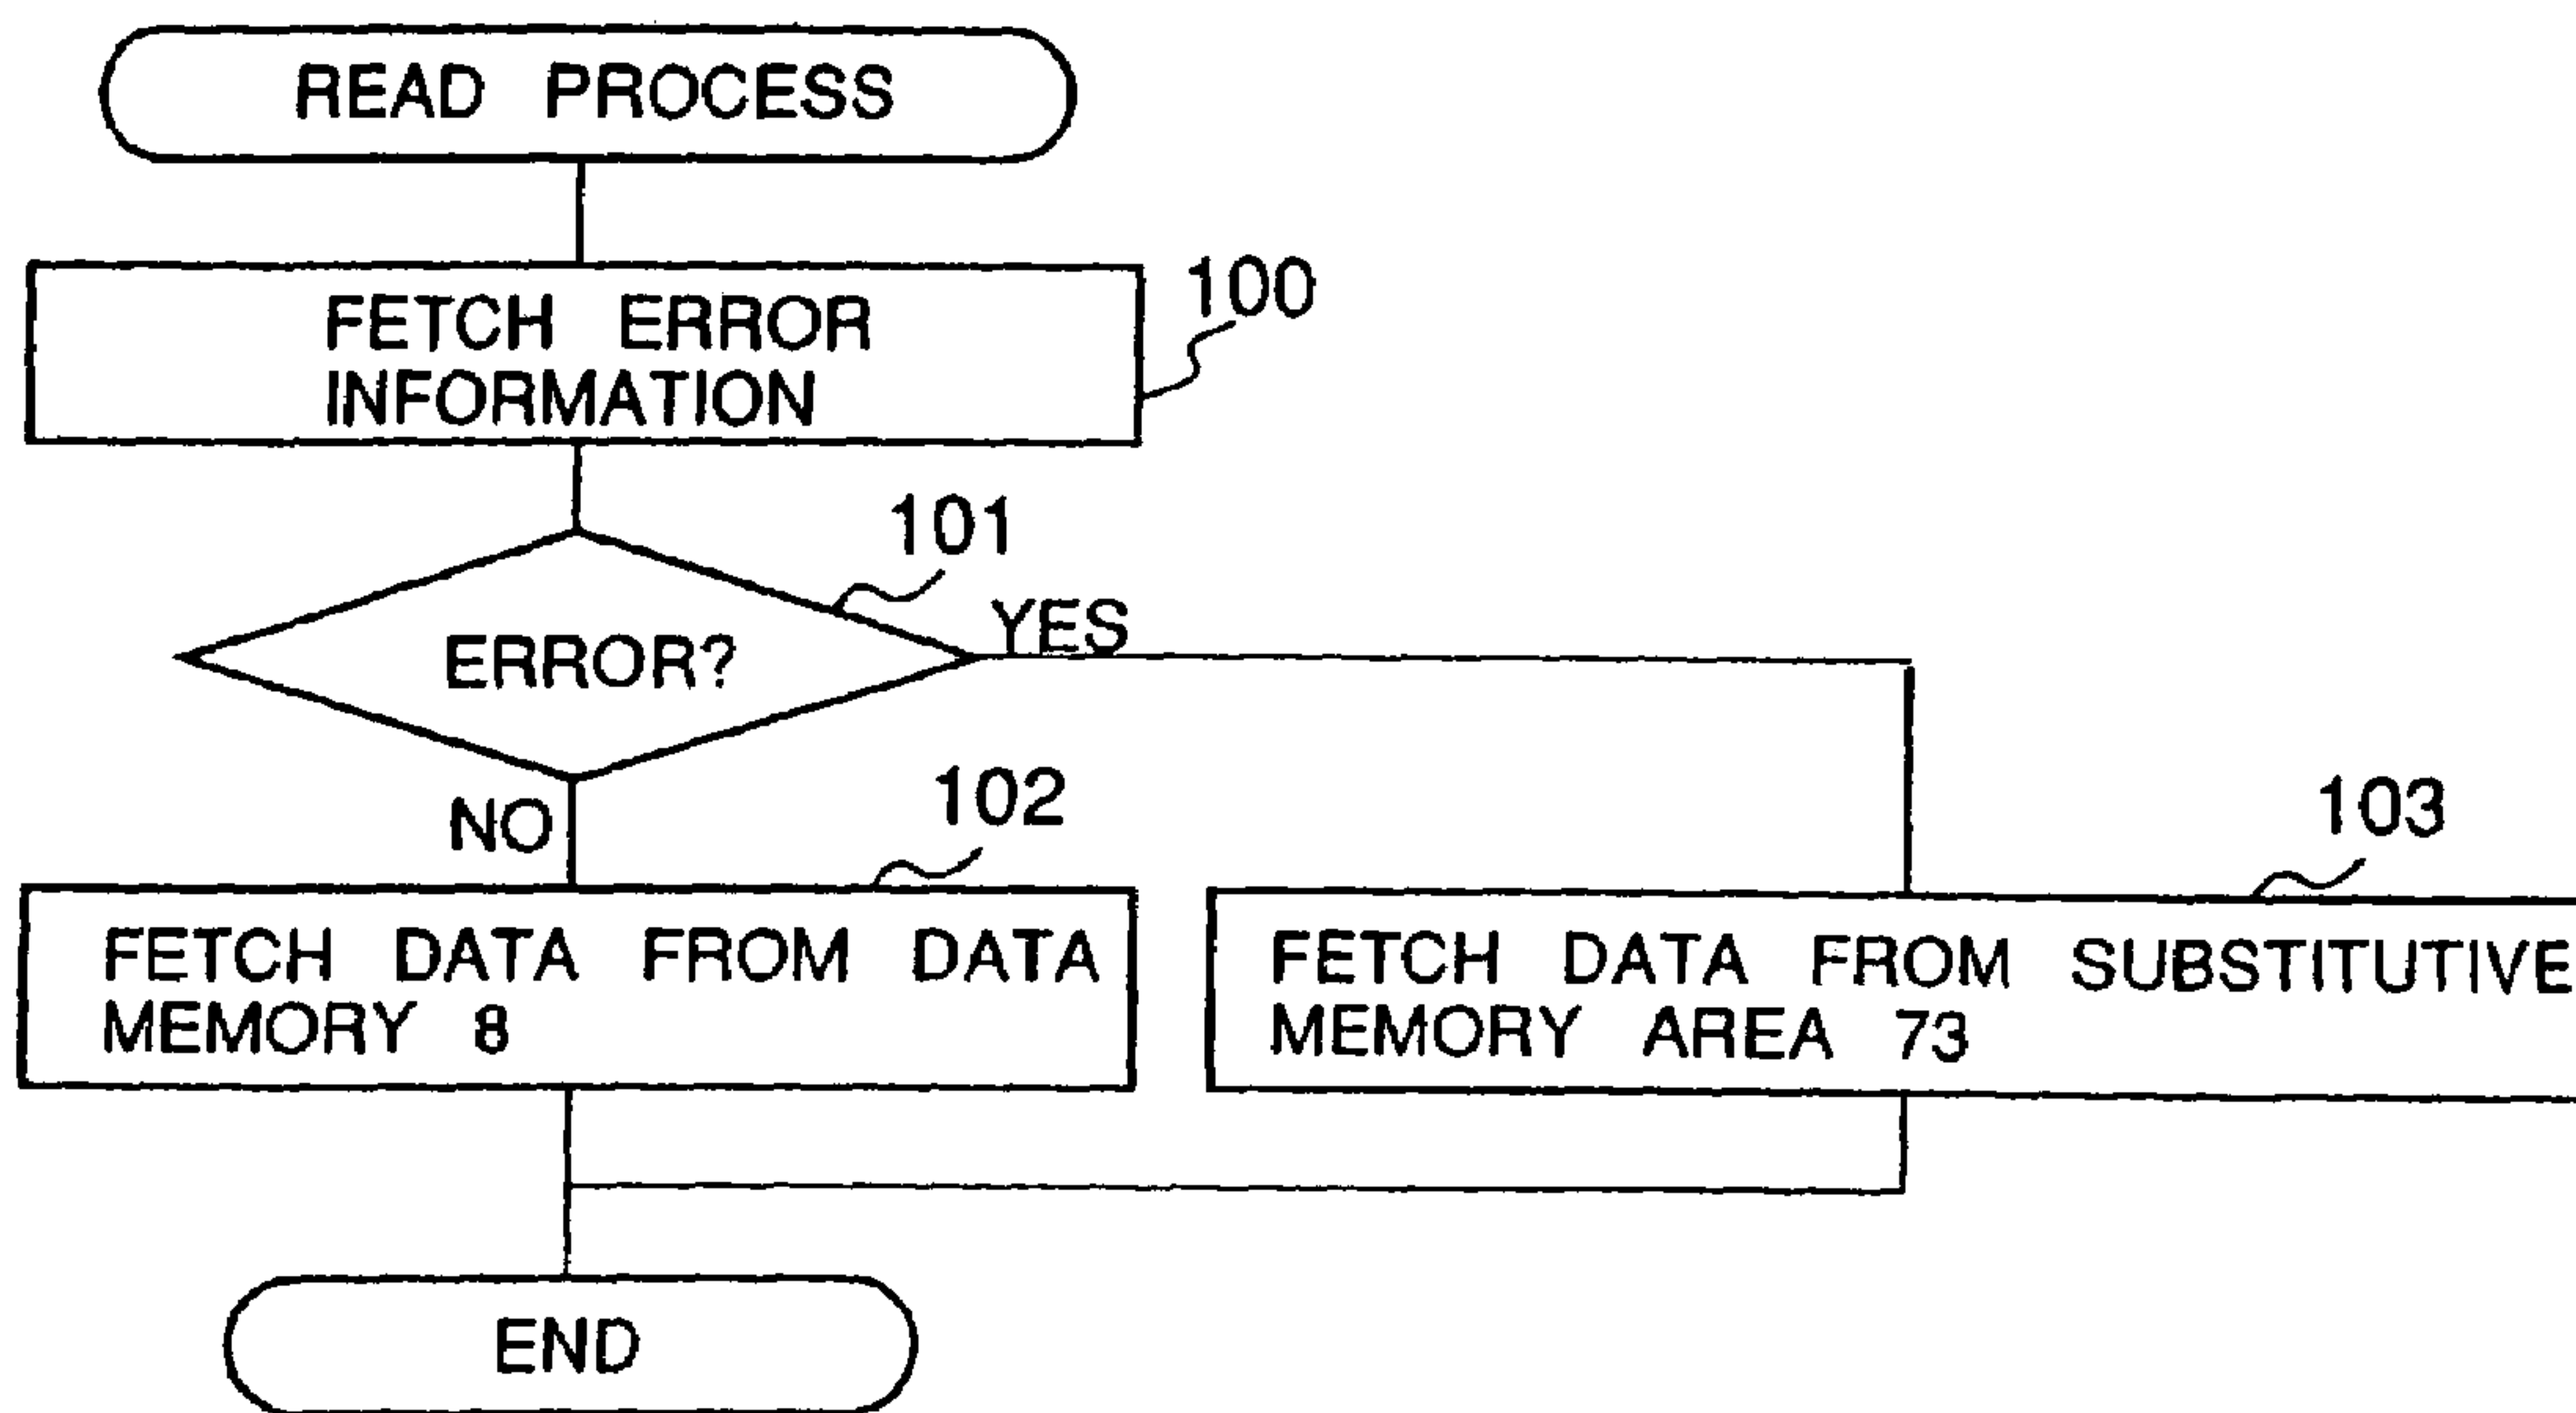 READ PROCESS
FETCH ERROR
INFORMATION
100
101
ERROR?
YES
NO
102
103
FETCH DATA FROM DATA
MEMORY 8
FETCH DATA FROM SUBSTITUTIVE
MEMORY AREA 73
END